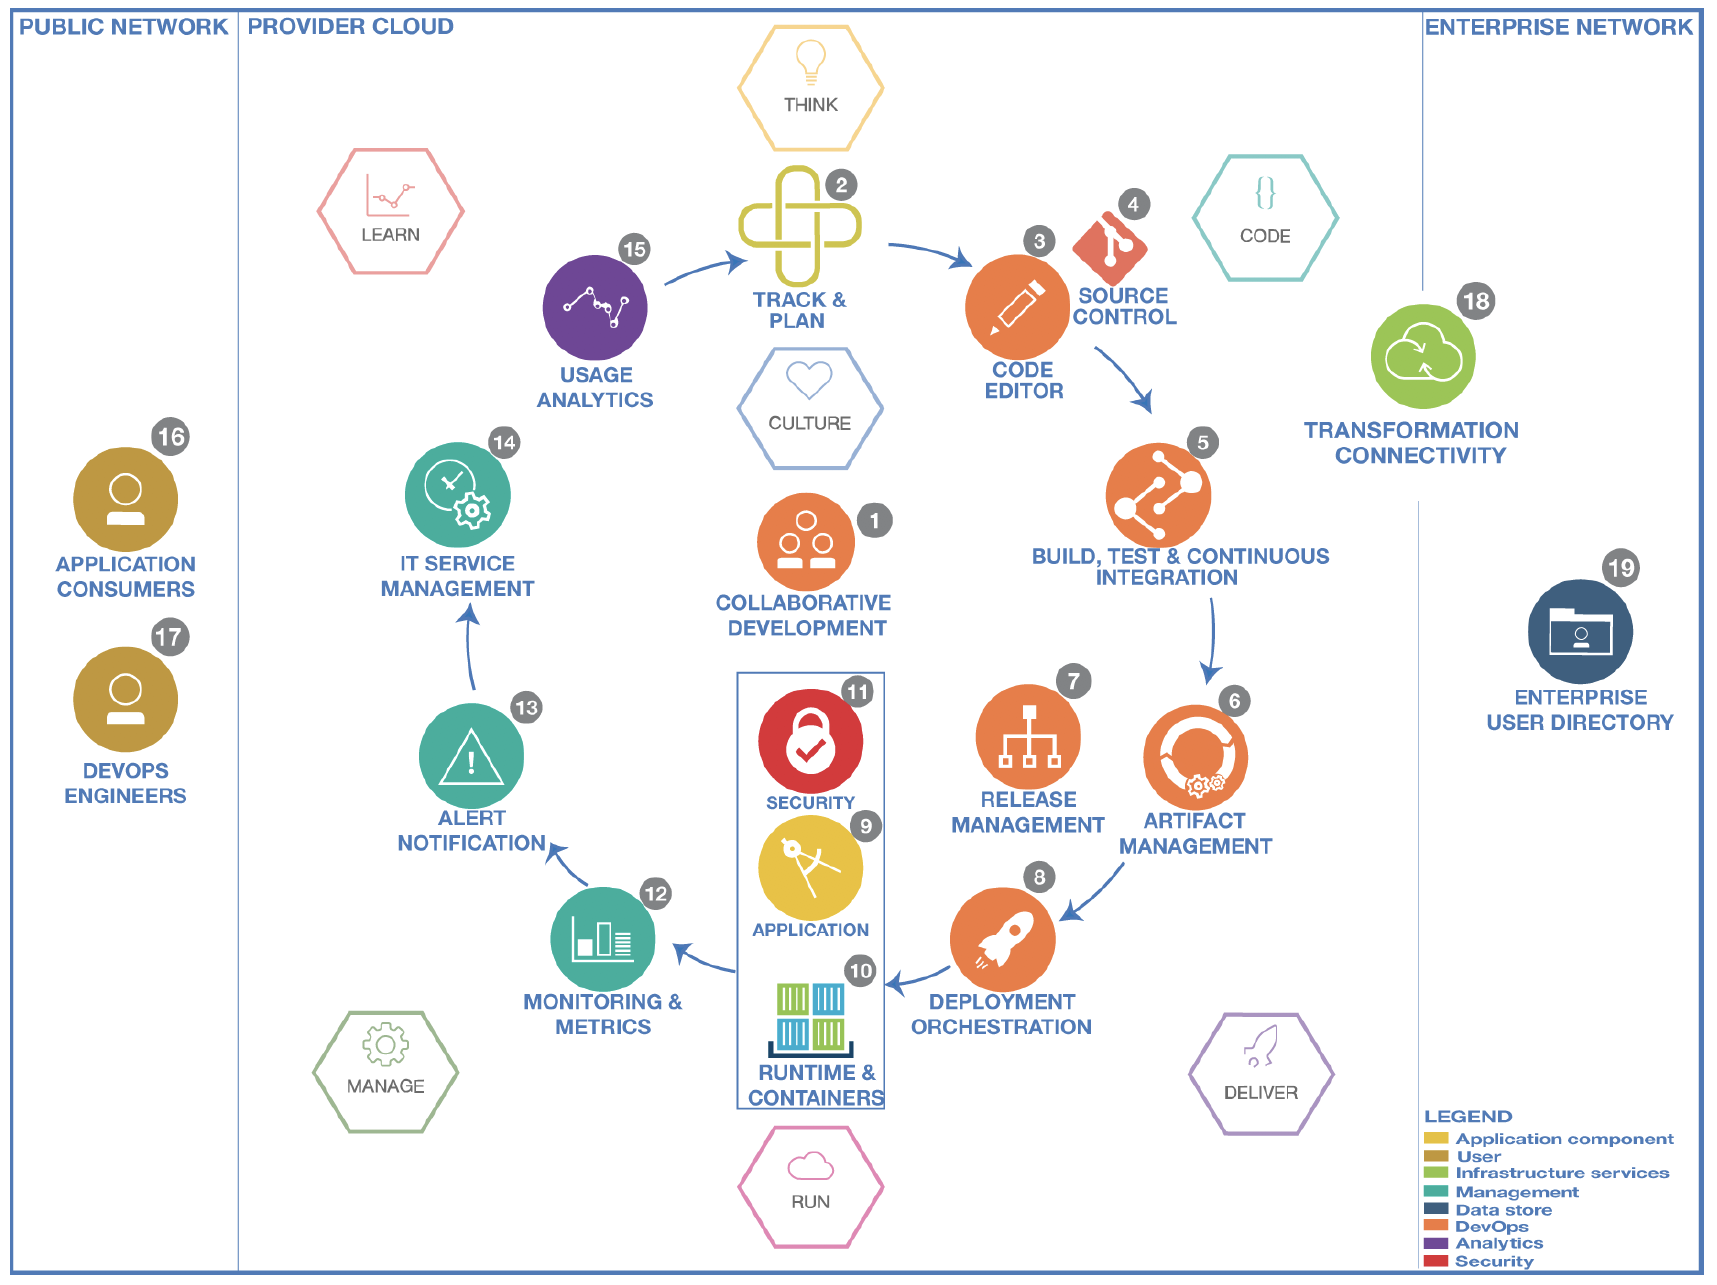 PUBLIC NETWORK
PROVIDER CLOUD
ENTERPRISE NETWORK
THINK
LEARN
CODE
2
TRACK &
PLAN
3
CODE
EDITOR
4
SOURCE
CONTROL
15
USAGE
ANALYTICS
CULTURE
18
TRANSFORMATION
CONNECTIVITY
16
APPLICATION
CONSUMERS
14
IT SERVICE
MANAGEMENT
1
COLLABORATIVE
DEVELOPMENT
5
BUILD, TEST & CONTINUOUS
INTEGRATION
19
ENTERPRISE
USER DIRECTORY
17
DEVOPS
ENGINEERS
13
!
ALERT
NOTIFICATION
11
SECURITY
9
APPLICATION
10
RUNTIME &
CONTAINERS
7
RELEASE
MANAGEMENT
6
ARTIFACT
MANAGEMENT
8
DEPLOYMENT
ORCHESTRATION
12
MONITORING &
METRICS
MANAGE
RUN
DELIVER
LEGEND
Application component
User
Infrastructure services
Management
Data store
DevOps
Analytics
Security